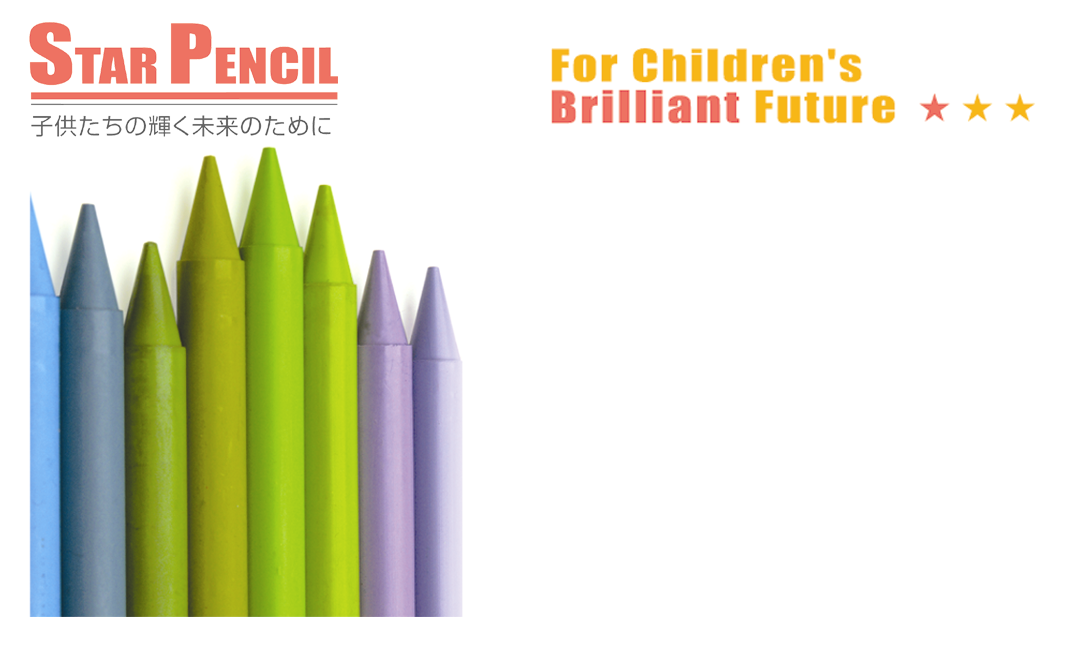 STAR PENCIL
子供たちの輝く未来のために
For Children's
Brilliant Future ★ ★ ★